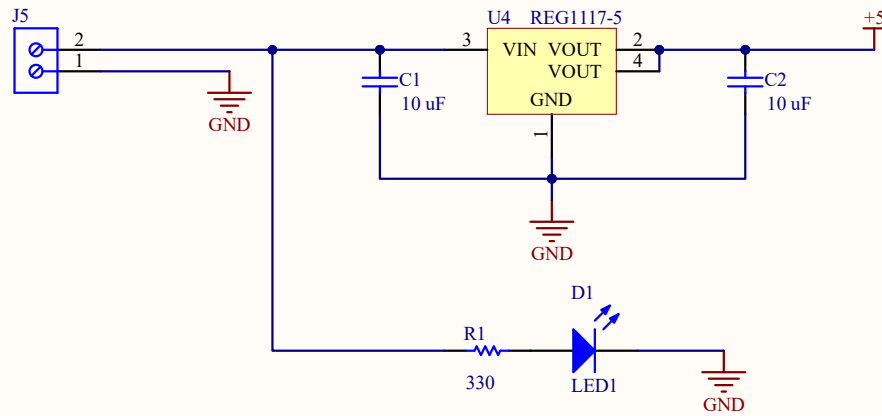 J5
2
1
GND
U4 REG1117-5
3 VIN VOUT 2
VOUT 4
GND
1
C1
10 uF
C2
10 uF
+5
GND
D1
R1
330
LED1
GND